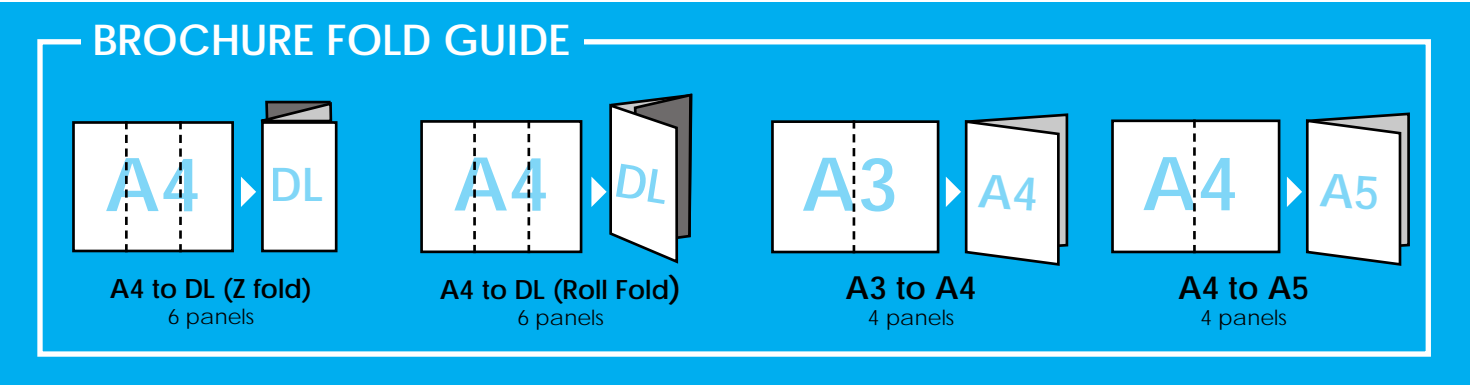 BROCHURE FOLD GUIDE
A4
DL
A4
DL
A3
A4
A4
A5
A4 to DL (Z fold)
6 panels
A4 to DL (Roll Fold)
6 panels
A3 to A4
4 panels
A4 to A5
4 panels